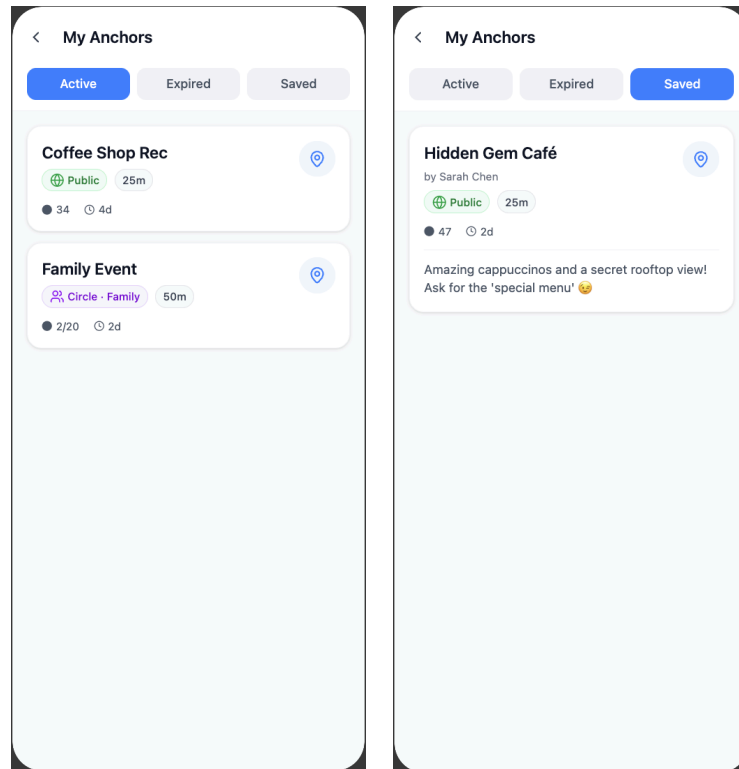 My Anchors
Active Expired Saved
Coffee Shop Rec
Public 25m
34 4d
Family Event
Circle · Family 50m
2/20 2d
My Anchors
Active Expired Saved
Hidden Gem Café
by Sarah Chen
Public 25m
47 2d
Amazing cappuccinos and a secret rooftop view!
Ask for the 'special menu' 😉